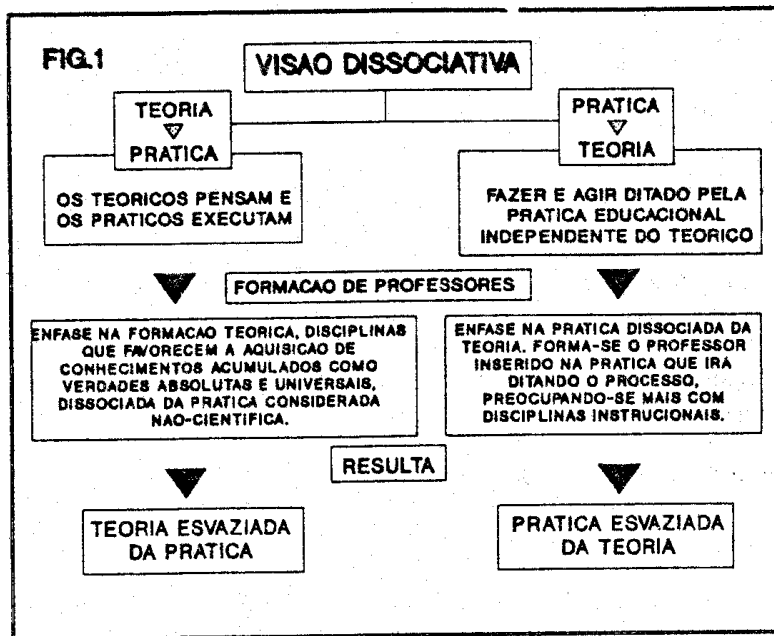 FIG.1
VISAO DISSOCIATIVA
TEORIA
PRATICA
OS TEORICOS PENSAM E
OS PRATICOS EXECUTAM
PRATICA
TEORIA
FAZER E AGIR DITADO PELA
PRATICA EDUCACIONAL
INDEPENDENTE DO TEORICO
FORMACAO DE PROFESSORES
ENFASE NA FORMACAO TEORICA, DISCIPLINAS
QUE FAVORECEM A AQUISICAO DE
CONHECIMENTOS ACUMULADOS COMO
VERDADES ABSOLUTAS E UNIVERSAIS,
DISSOCIADA DA PRATICA CONSIDERADA
NAO-CIENTIFICA.
ENFASE NA PRATICA DISSOCIADA DA
TEORIA. FORMA-SE O PROFESSOR
INSERIDO NA PRATICA QUE IRÁ
DITANDO O PROCESSO,
PREOCUPANDO-SE MAIS COM
DISCIPLINAS INSTRUCIONAIS.
RESULTA
TEORIA ESVAZIADA
DA PRATICA
PRATICA ESVAZIADA
DA TEORIA